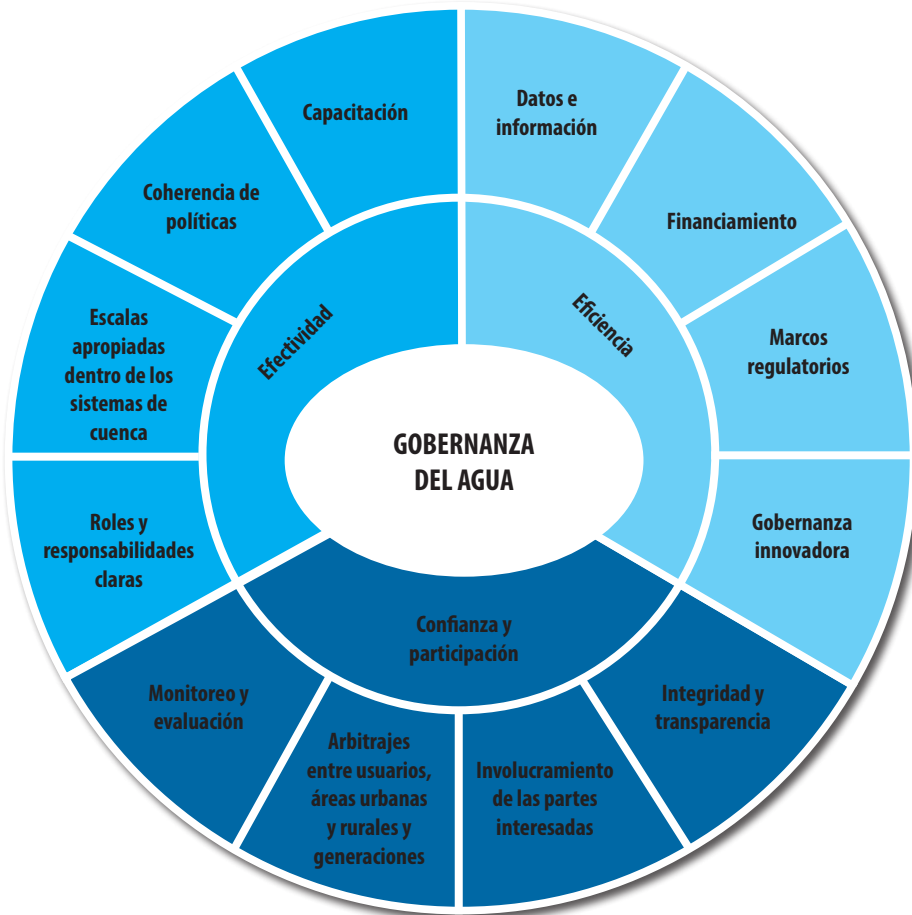 Capacitación
Datos e
información
Coherencia de
políticas
Financiamiento
Escalas
apropiadas
dentro de los
sistemas de
cuenca
Efectividad
Eficiencia
Marcos
regulatorios
GOBERNANZA
DEL AGUA
Roles y
responsabilidades
claras
Gobernanza
innovadora
Confianza y
participación
Monitoreo y
evaluación
Arbitrajes
entre usuarios,
áreas urbanas
y rurales y
generaciones
Involucramiento
de las partes
interesadas
Integridad y
transparencia